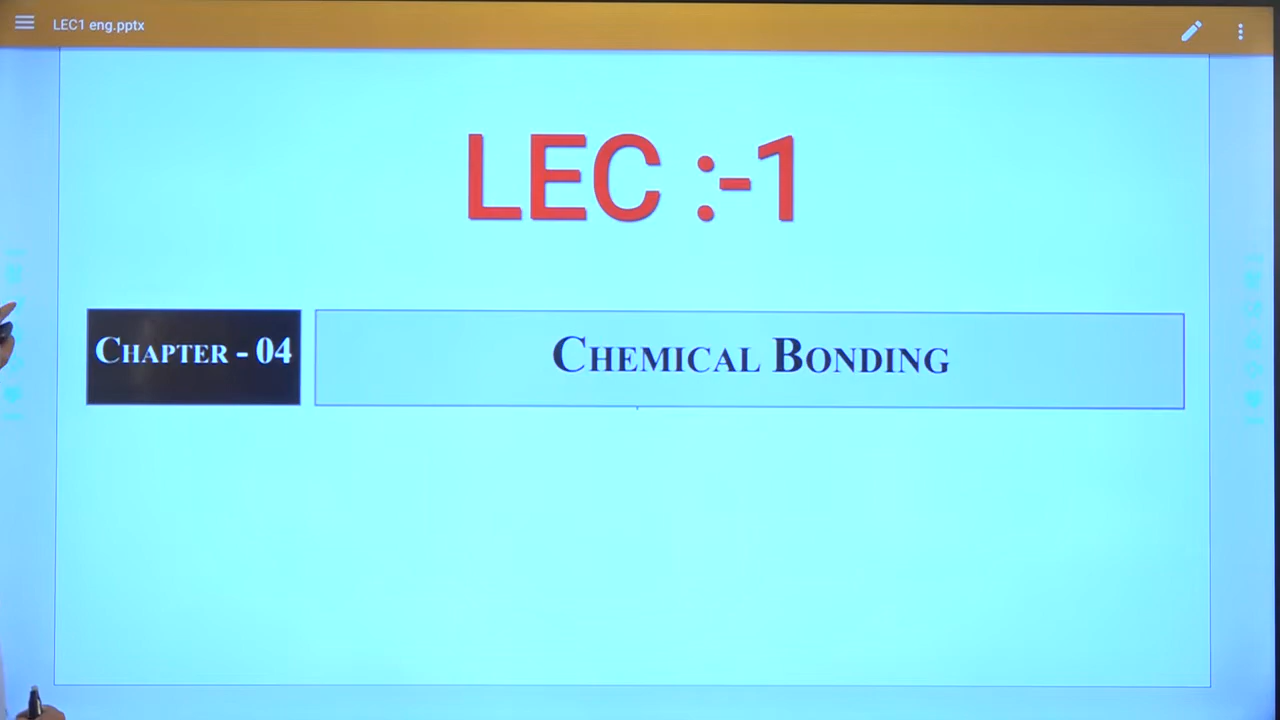 LEC1 eng.pptx
LEC :-1
CHAPTER - 04
CHEMICAL BONDING